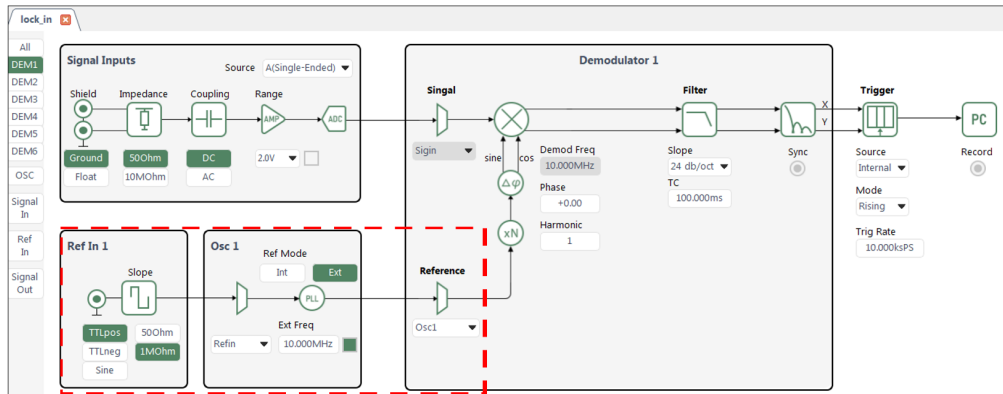 lock_in
All
DEM1
DEM2
DEM3
DEM4
DEM5
DEM6
OSC
Signal In
Ref In
Signal Out
Signal Inputs
Source A(Single-Ended)
Shield Impedance Coupling Range
AMP ADC
Ground 50Ohm DC 2.0V
Float 10MOhm AC
Demodulator 1
Singal
Sigin
sine cos
Δφ
xN
Demod Freq
10.000MHz
Phase
+0.00
Harmonic
1
Filter
Slope
24 db/oct
TC
100.000ms
X
Y
Sync
Trigger
Source
Internal
Mode
Rising
Trig Rate
10.000ksPS
PC
Record
Ref In 1
Slope
TTLpos 50Ohm
TTLneg 1MOhm
Sine
Osc 1
Ref Mode
Int Ext
PLL
Ext Freq
Refin 10.000MHz
Reference
Osc1